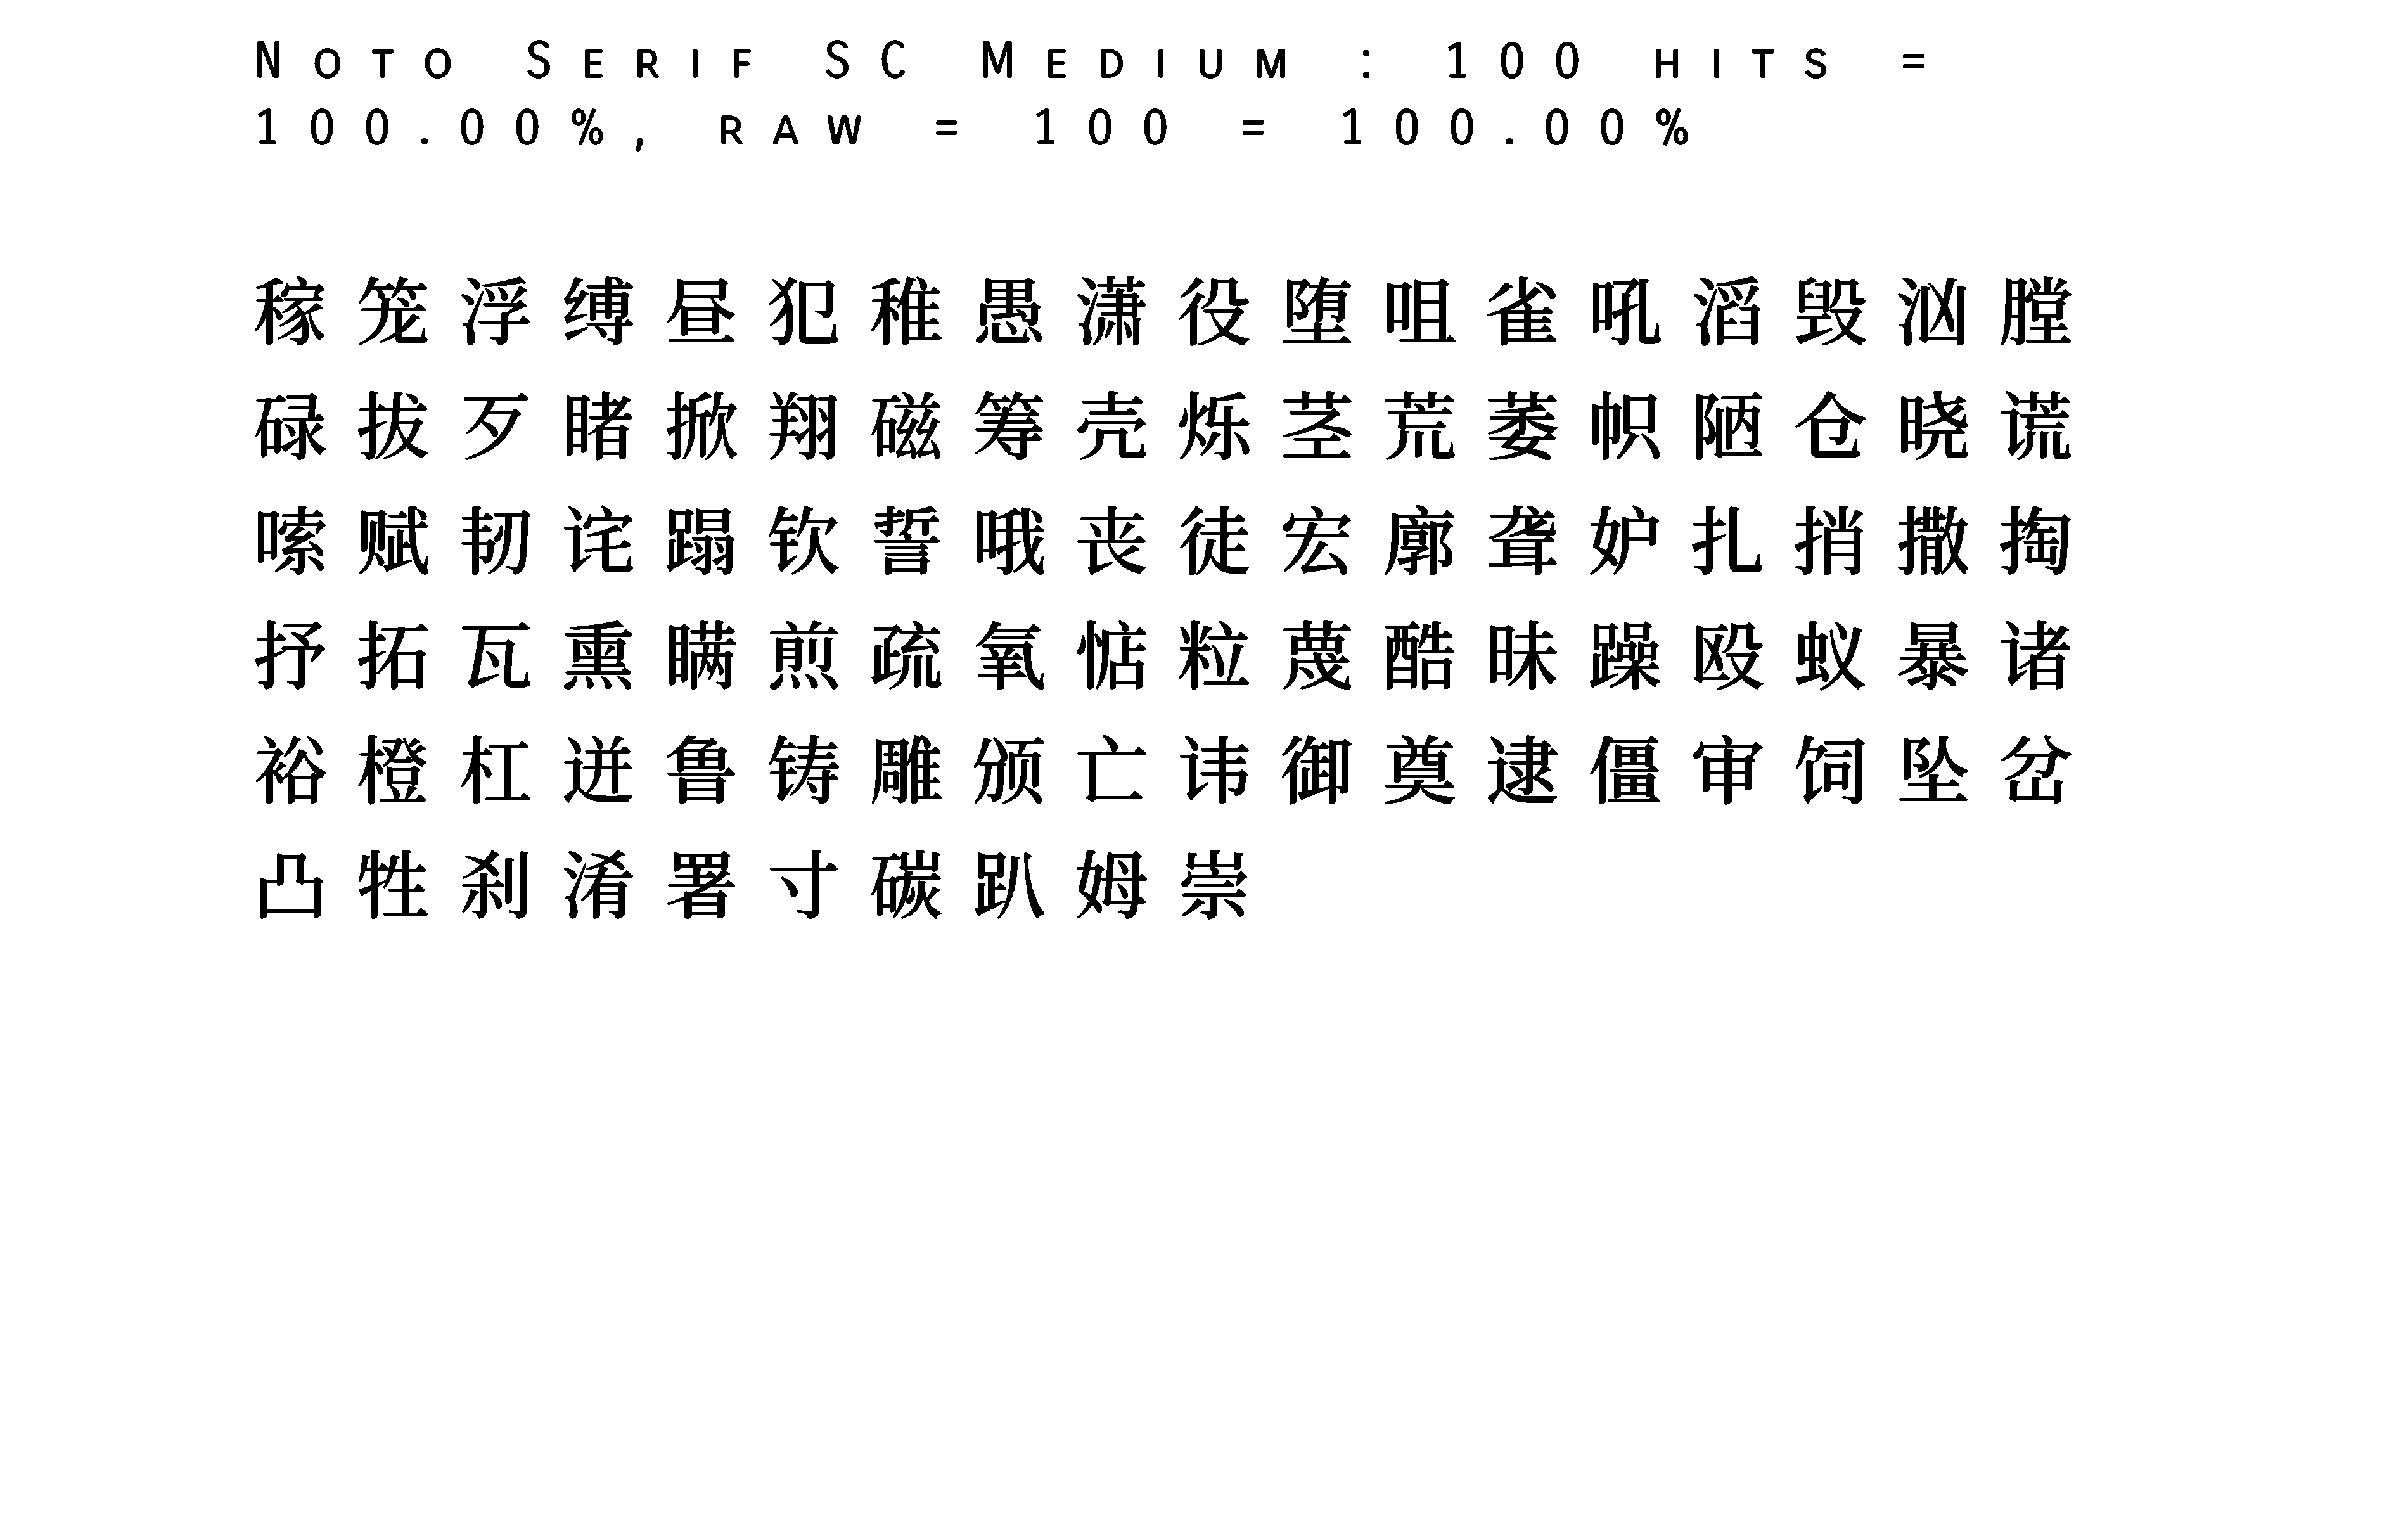 Noto Serif SC Medium : 100 hits =
100.00%, raw = 100 = 100.00%
稼笼浮缚昼犯稚愚潇役堕咀雀吼滔毁汹膛
碌拔歹睹掀翔磁筹壳烁茎荒萎帜陋仓晓谎
嗦赋韧诧蹋钦誓哦丧徒宏廓聋妒扎捎撒掏
抒拓瓦熏瞒煎疏氧惦粒蔑酷昧躁殴蚁暴诸
裕橙杠迸鲁铸雕颁亡讳御奠逮僵审饲坠岔
凸牲刹淆署寸碳趴姆崇